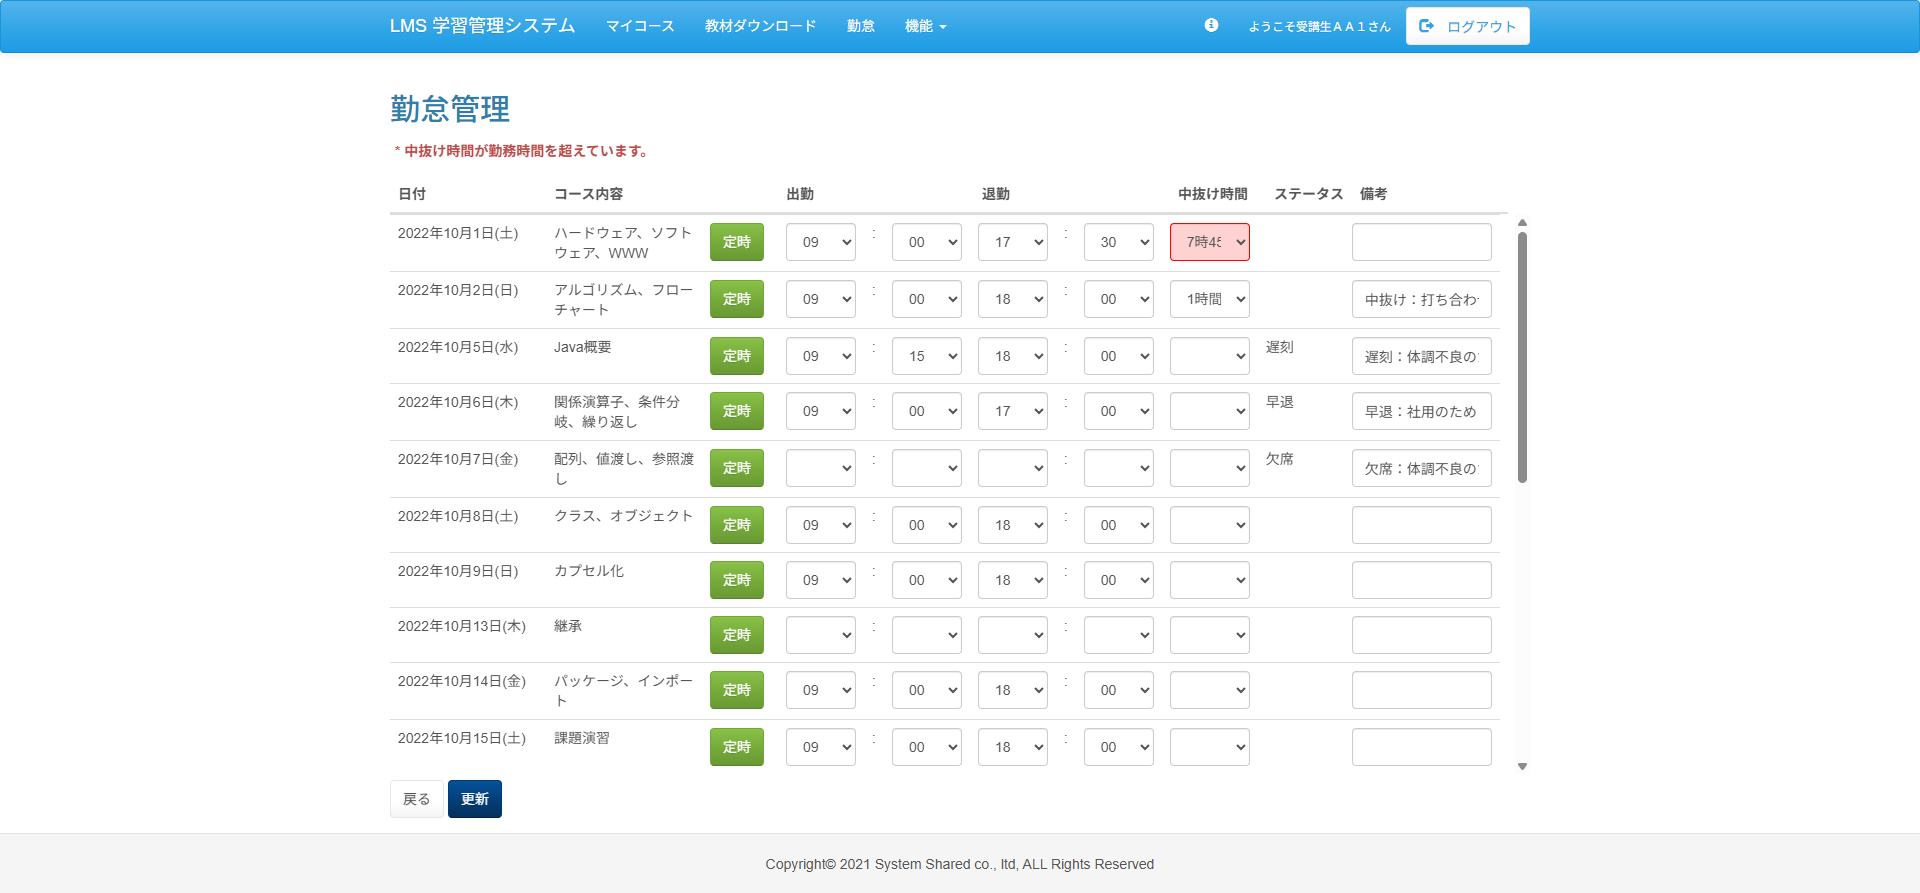 LMS 学習管理システム マイコース 教材ダウンロード 勤怠 機能 ようこそ受講生ＡＡ１さん ログアウト
勤怠管理
* 中抜け時間が勤務時間を超えています。
日付 コース内容 出勤 退勤 中抜け時間 ステータス 備考
2022年10月1日(土) ハードウェア、ソフト
ウェア、WWW 定時 09 : 00 17 : 30 7時45
2022年10月2日(日) アルゴリズム、フロー
チャート 定時 09 : 00 18 : 00 1時間 中抜け：打ち合わ
2022年10月5日(水) Java概要 定時 09 : 15 18 : 00 遅刻 遅刻：体調不良の
2022年10月6日(木) 関係演算子、条件分
岐、繰り返し 定時 09 : 00 17 : 00 早退 早退：社用のため
2022年10月7日(金) 配列、値渡し、参照渡
し 定時 : : 欠席 欠席：体調不良の
2022年10月8日(土) クラス、オブジェクト 定時 09 : 00 18 : 00
2022年10月9日(日) カプセル化 定時 09 : 00 18 : 00
2022年10月13日(木) 継承 定時 : :
2022年10月14日(金) パッケージ、インポー
ト 定時 09 : 00 18 : 00
2022年10月15日(土) 課題演習 定時 09 : 00 18 : 00
戻る 更新
Copyright© 2021 System Shared co., ltd, ALL Rights Reserved